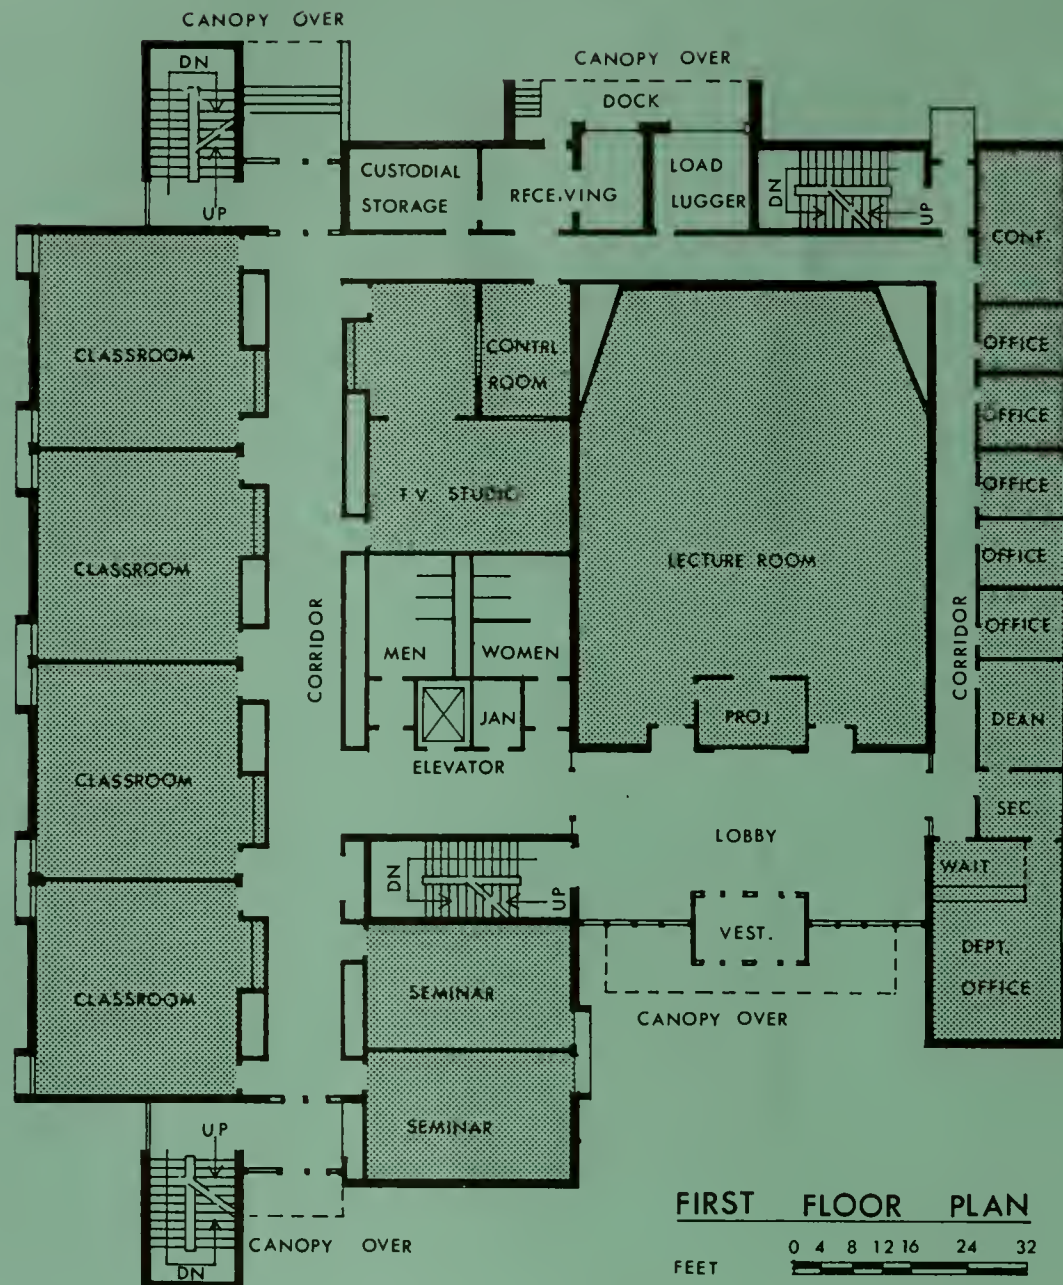 CANOPY OVER
DN
CANOPY OVER
DOCK
CUSTODIAL
STORAGE
RECEIVING
LOAD
LUGGER
DN
UP
UP
CONF.
CLASSROOM
CONTRL
ROOM
OFFICE
OFFICE
T.V. STUDIO
OFFICE
CLASSROOM
LECTURE ROOM
OFFICE
CORRIDOR
CORRIDOR
OFFICE
MEN
WOMEN
JAN
PROJ
DEAN
ELEVATOR
CLASSROOM
SEC
LOBBY
WAIT
DN
UP
VEST.
DEPT.
OFFICE
CLASSROOM
SEMINAR
CANOPY OVER
SEMINAR
UP
DN
CANOPY OVER
FIRST FLOOR PLAN
0 4 8 12 16 24 32
FEET